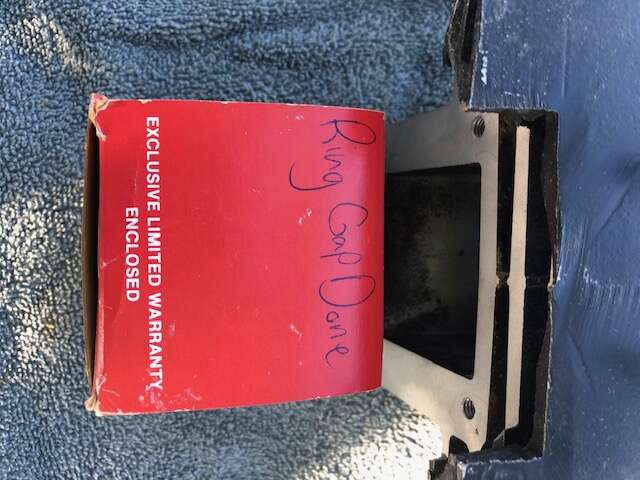 Ring Gap Done
EXCLUSIVE LIMITED WARRANTY
ENCLOSED